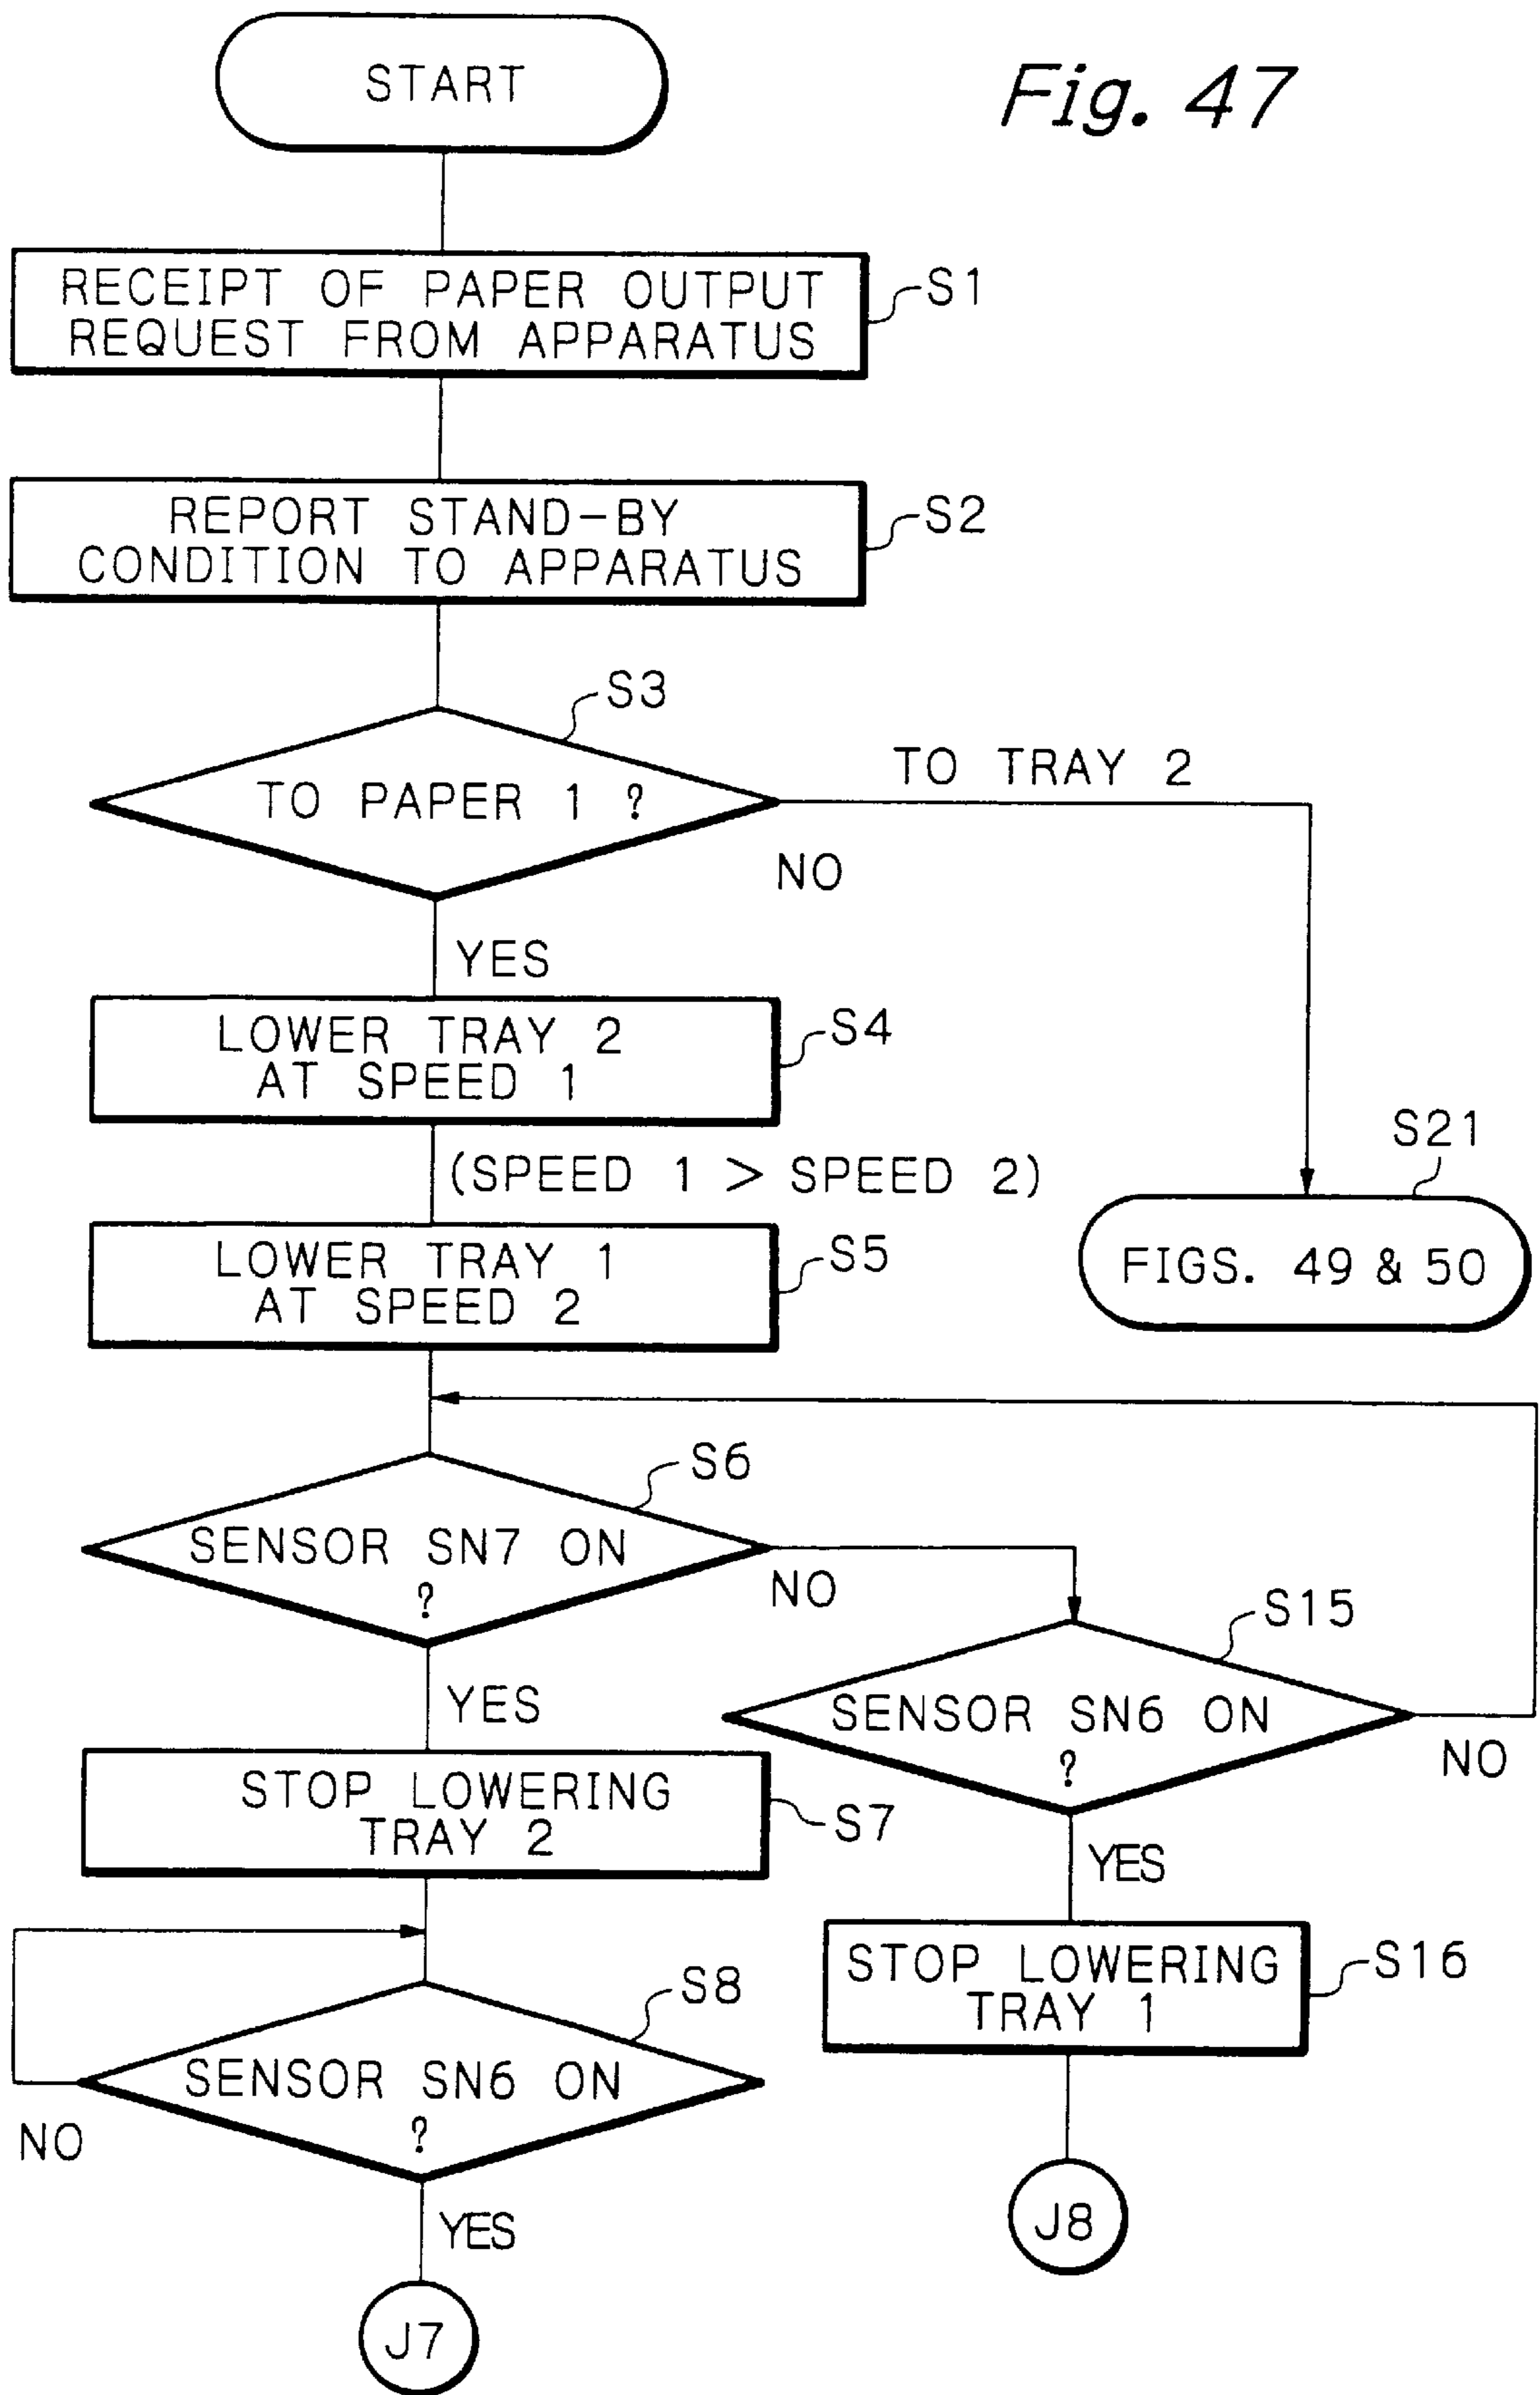 Fig. 47
START
RECEIPT OF PAPER OUTPUT
REQUEST FROM APPARATUS
S1
REPORT STAND-BY
CONDITION TO APPARATUS
S2
S3
TO PAPER 1 ?
TO TRAY 2
NO
YES
LOWER TRAY 2
AT SPEED 1
S4
(SPEED 1 > SPEED 2)
S21
FIGS. 49 & 50
LOWER TRAY 1
AT SPEED 2
S5
S6
SENSOR SN7 ON
?
NO
S15
SENSOR SN6 ON
?
NO
YES
STOP LOWERING
TRAY 2
S7
YES
STOP LOWERING
TRAY 1
S16
S8
SENSOR SN6 ON
?
NO
YES
J8
J7